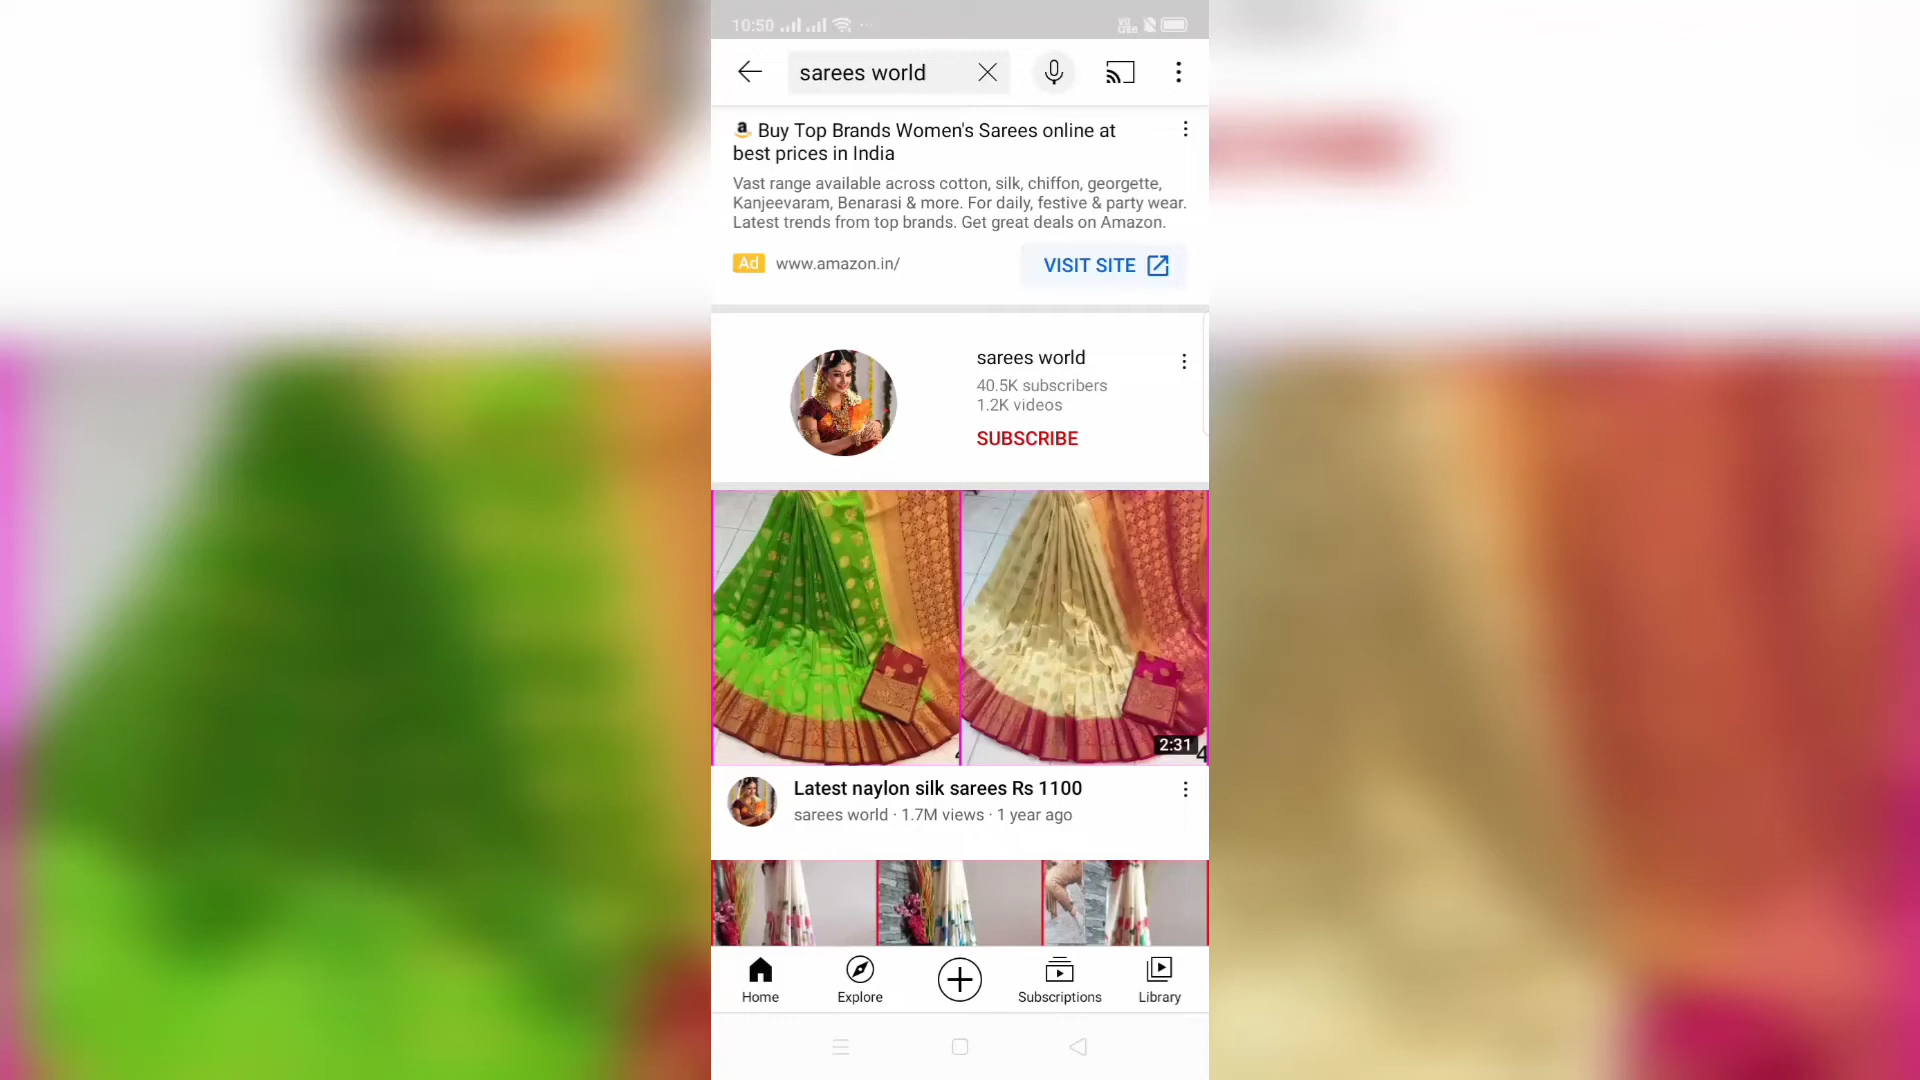 10:50
sarees world
Buy Top Brands Women's Sarees online at
best prices in India
Vast range available across cotton, silk, chiffon, georgette,
Kanjeevaram, Benarasi & more. For daily, festive & party wear.
Latest trends from top brands. Get great deals on Amazon.
Ad www.amazon.in/
VISIT SITE
sarees world
40.5K subscribers
1.2K videos
SUBSCRIBE
2:31
Latest naylon silk sarees Rs 1100
sarees world · 1.7M views · 1 year ago
Home
Explore
Subscriptions
Library